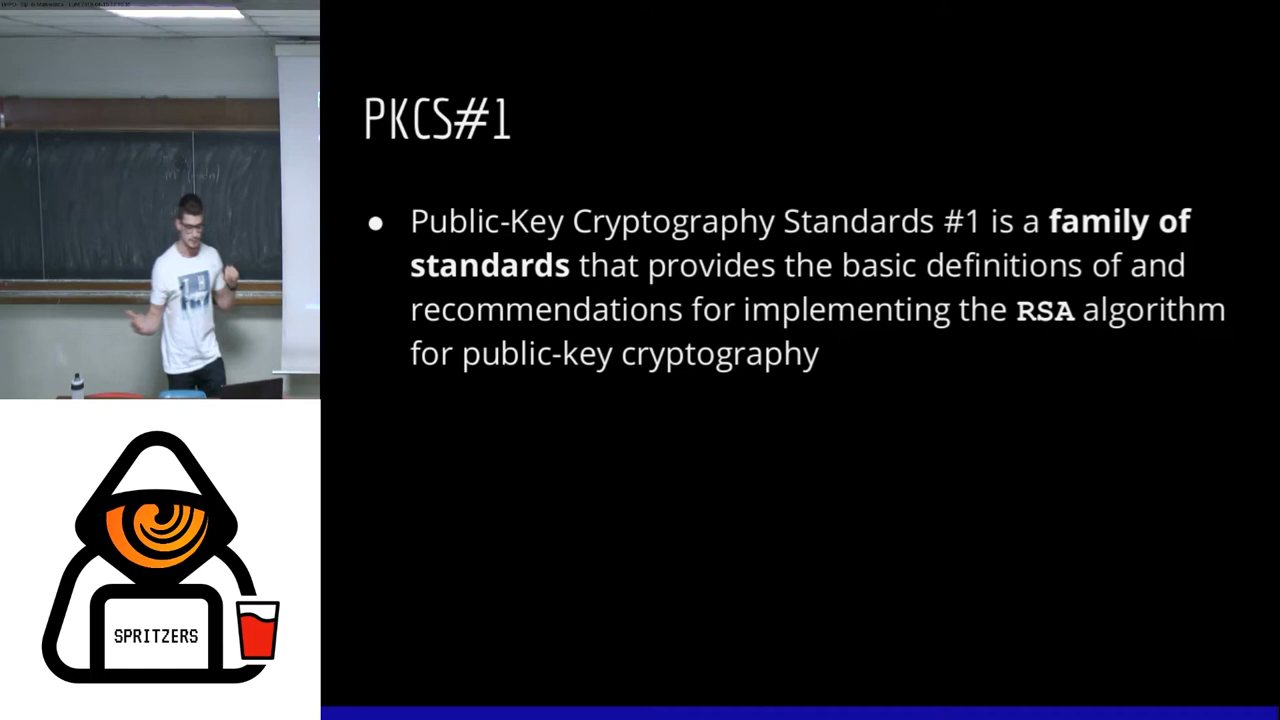 PKCS#1
● Public-Key Cryptography Standards #1 is a family of
standards that provides the basic definitions of and
recommendations for implementing the RSA algorithm
for public-key cryptography
SPRITZERS